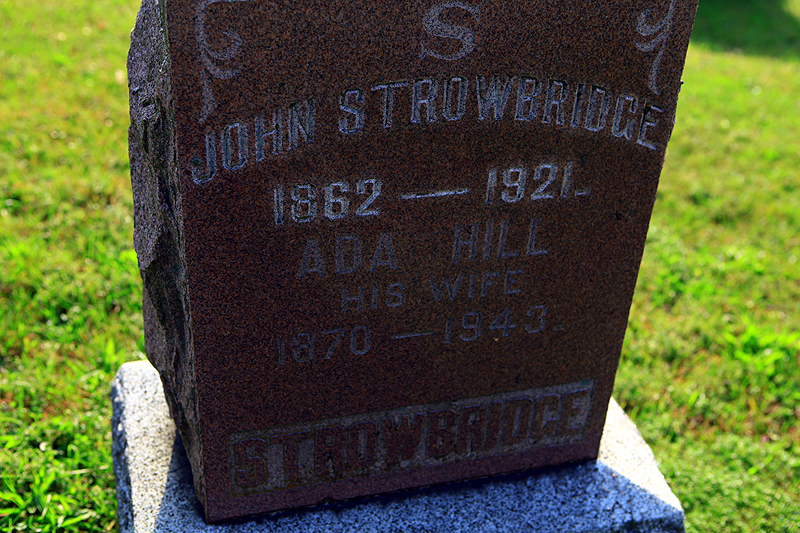 S
JOHN STROWBRIDGE
1862 — 1921.
ADA HILL
HIS WIFE
1870 — 1943.
STROWBRIDGE